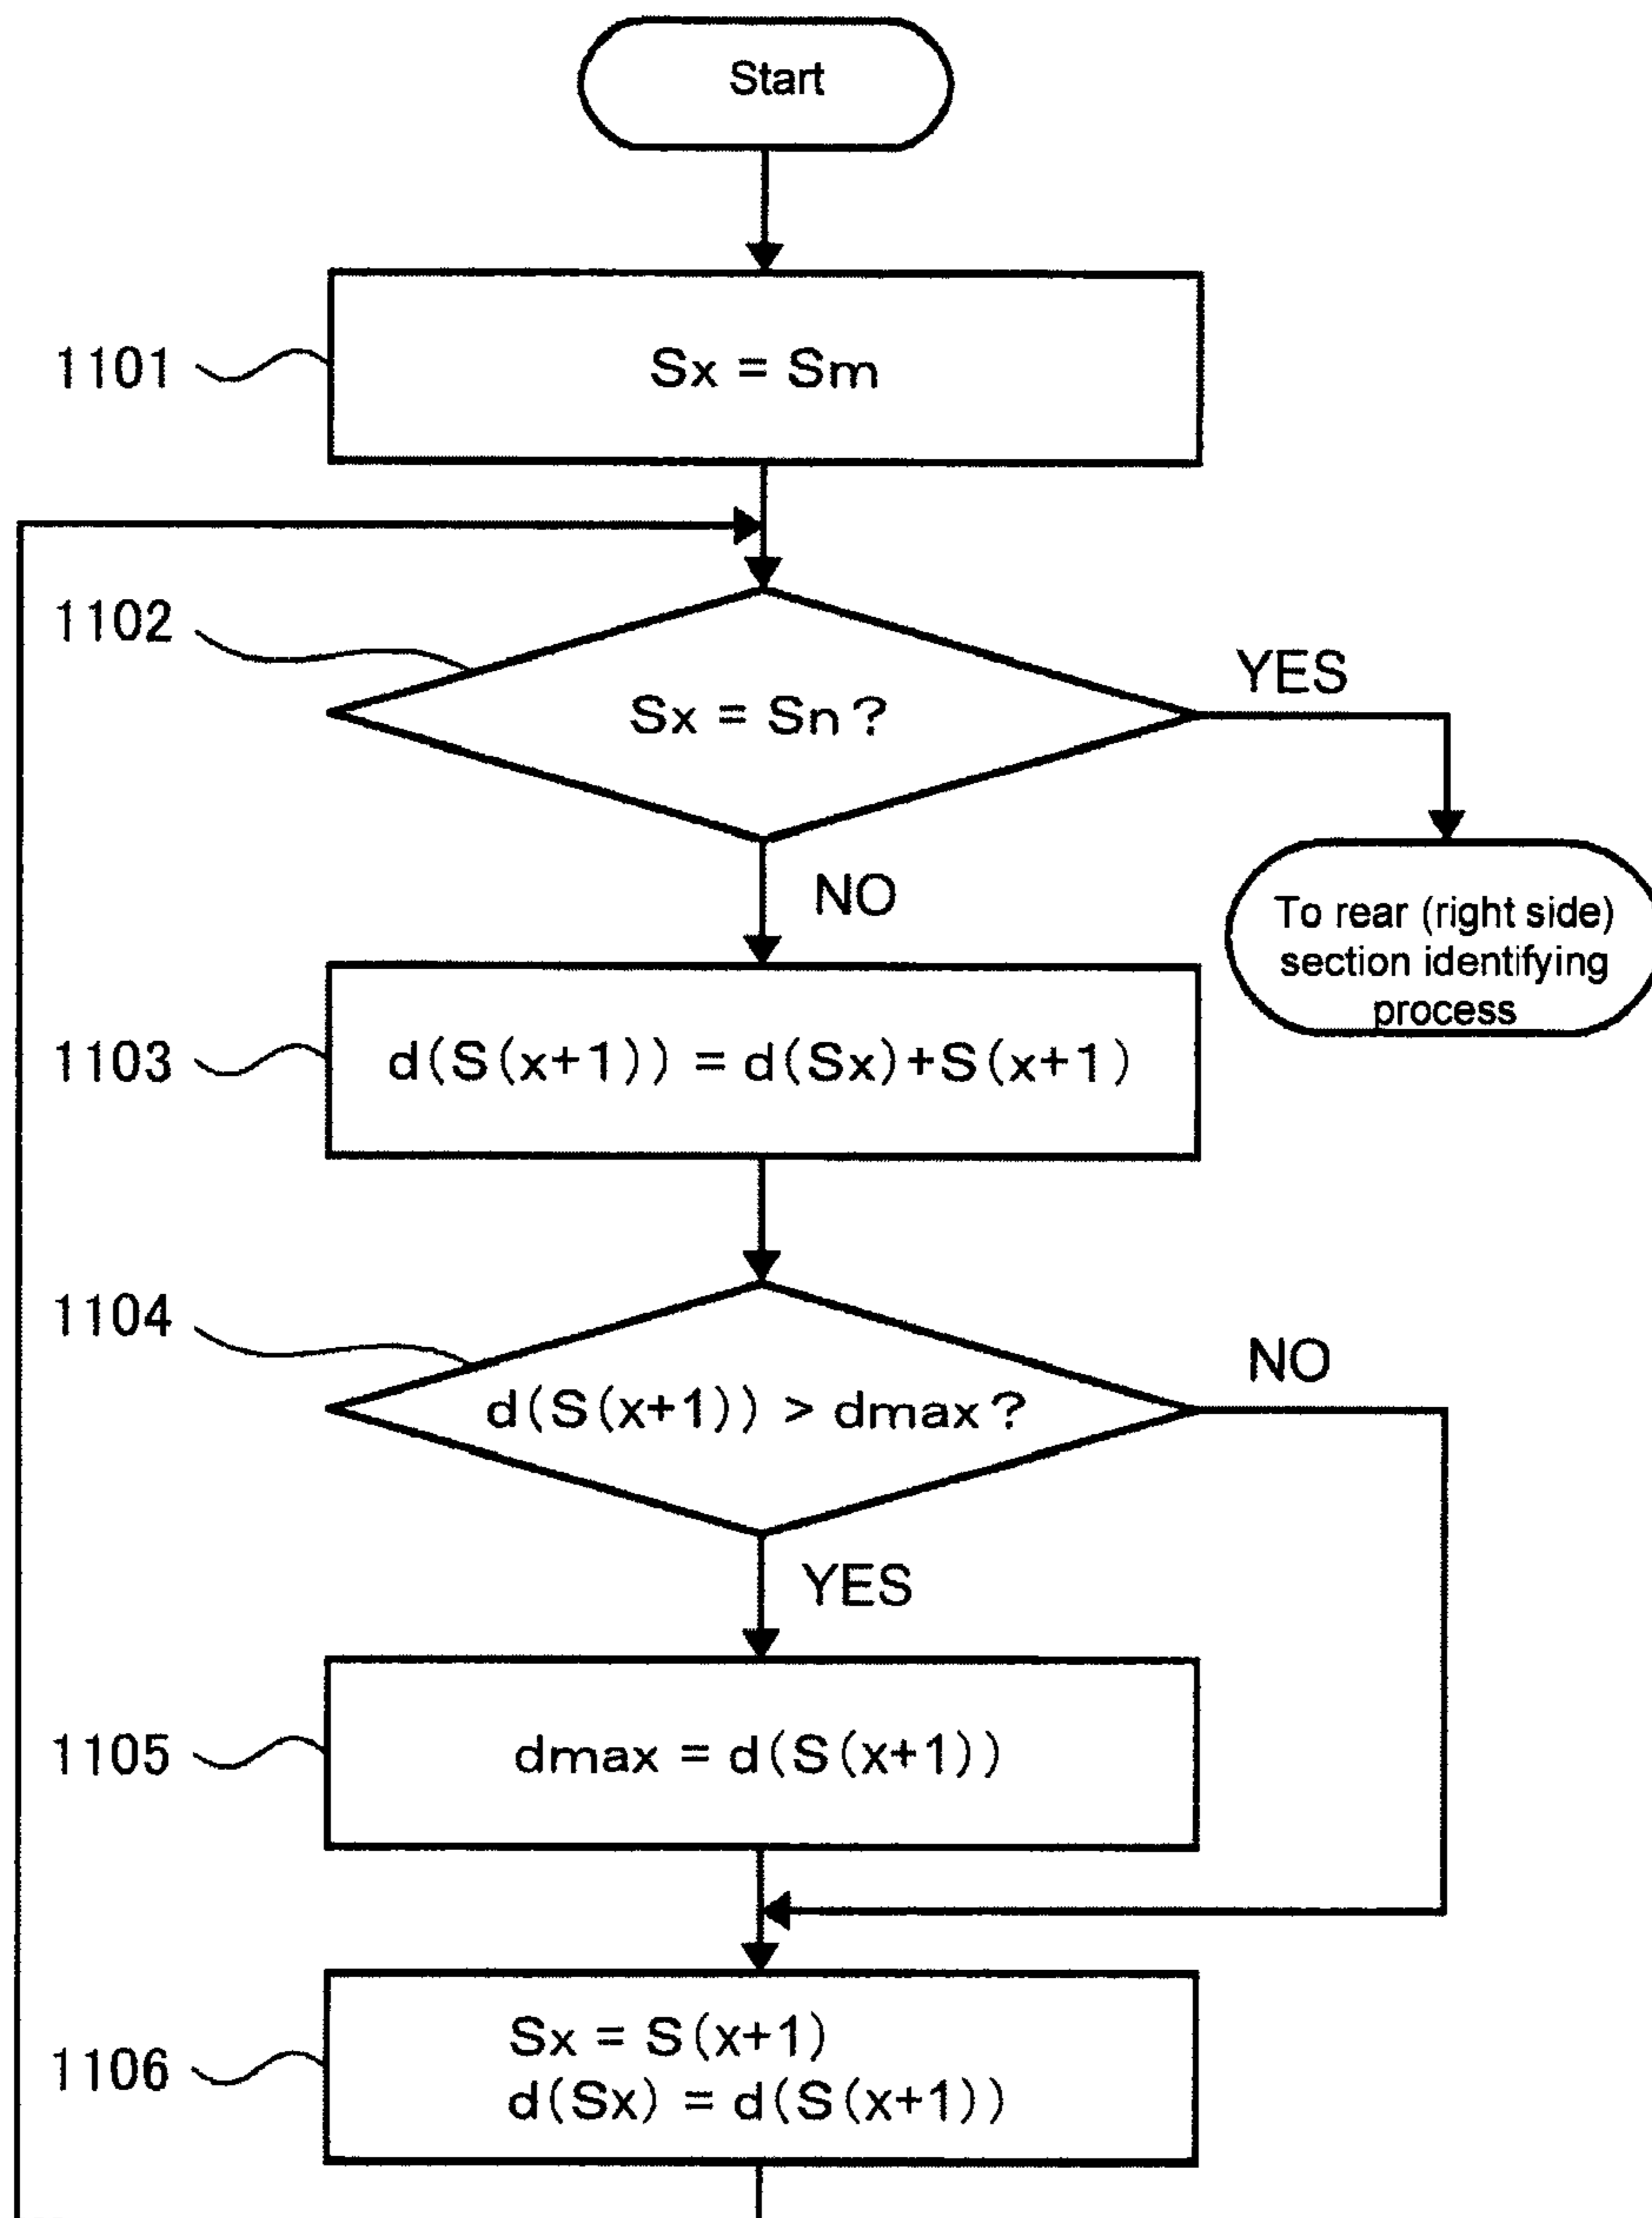 Start
1101
Sx = Sm
1102
Sx = Sn?
YES
NO
To rear (right side)
section identifying
process
1103
d(S(x+1)) = d(Sx)+S(x+1)
1104
d(S(x+1)) > dmax?
NO
YES
1105
dmax = d(S(x+1))
1106
Sx = S(x+1)
d(Sx) = d(S(x+1))